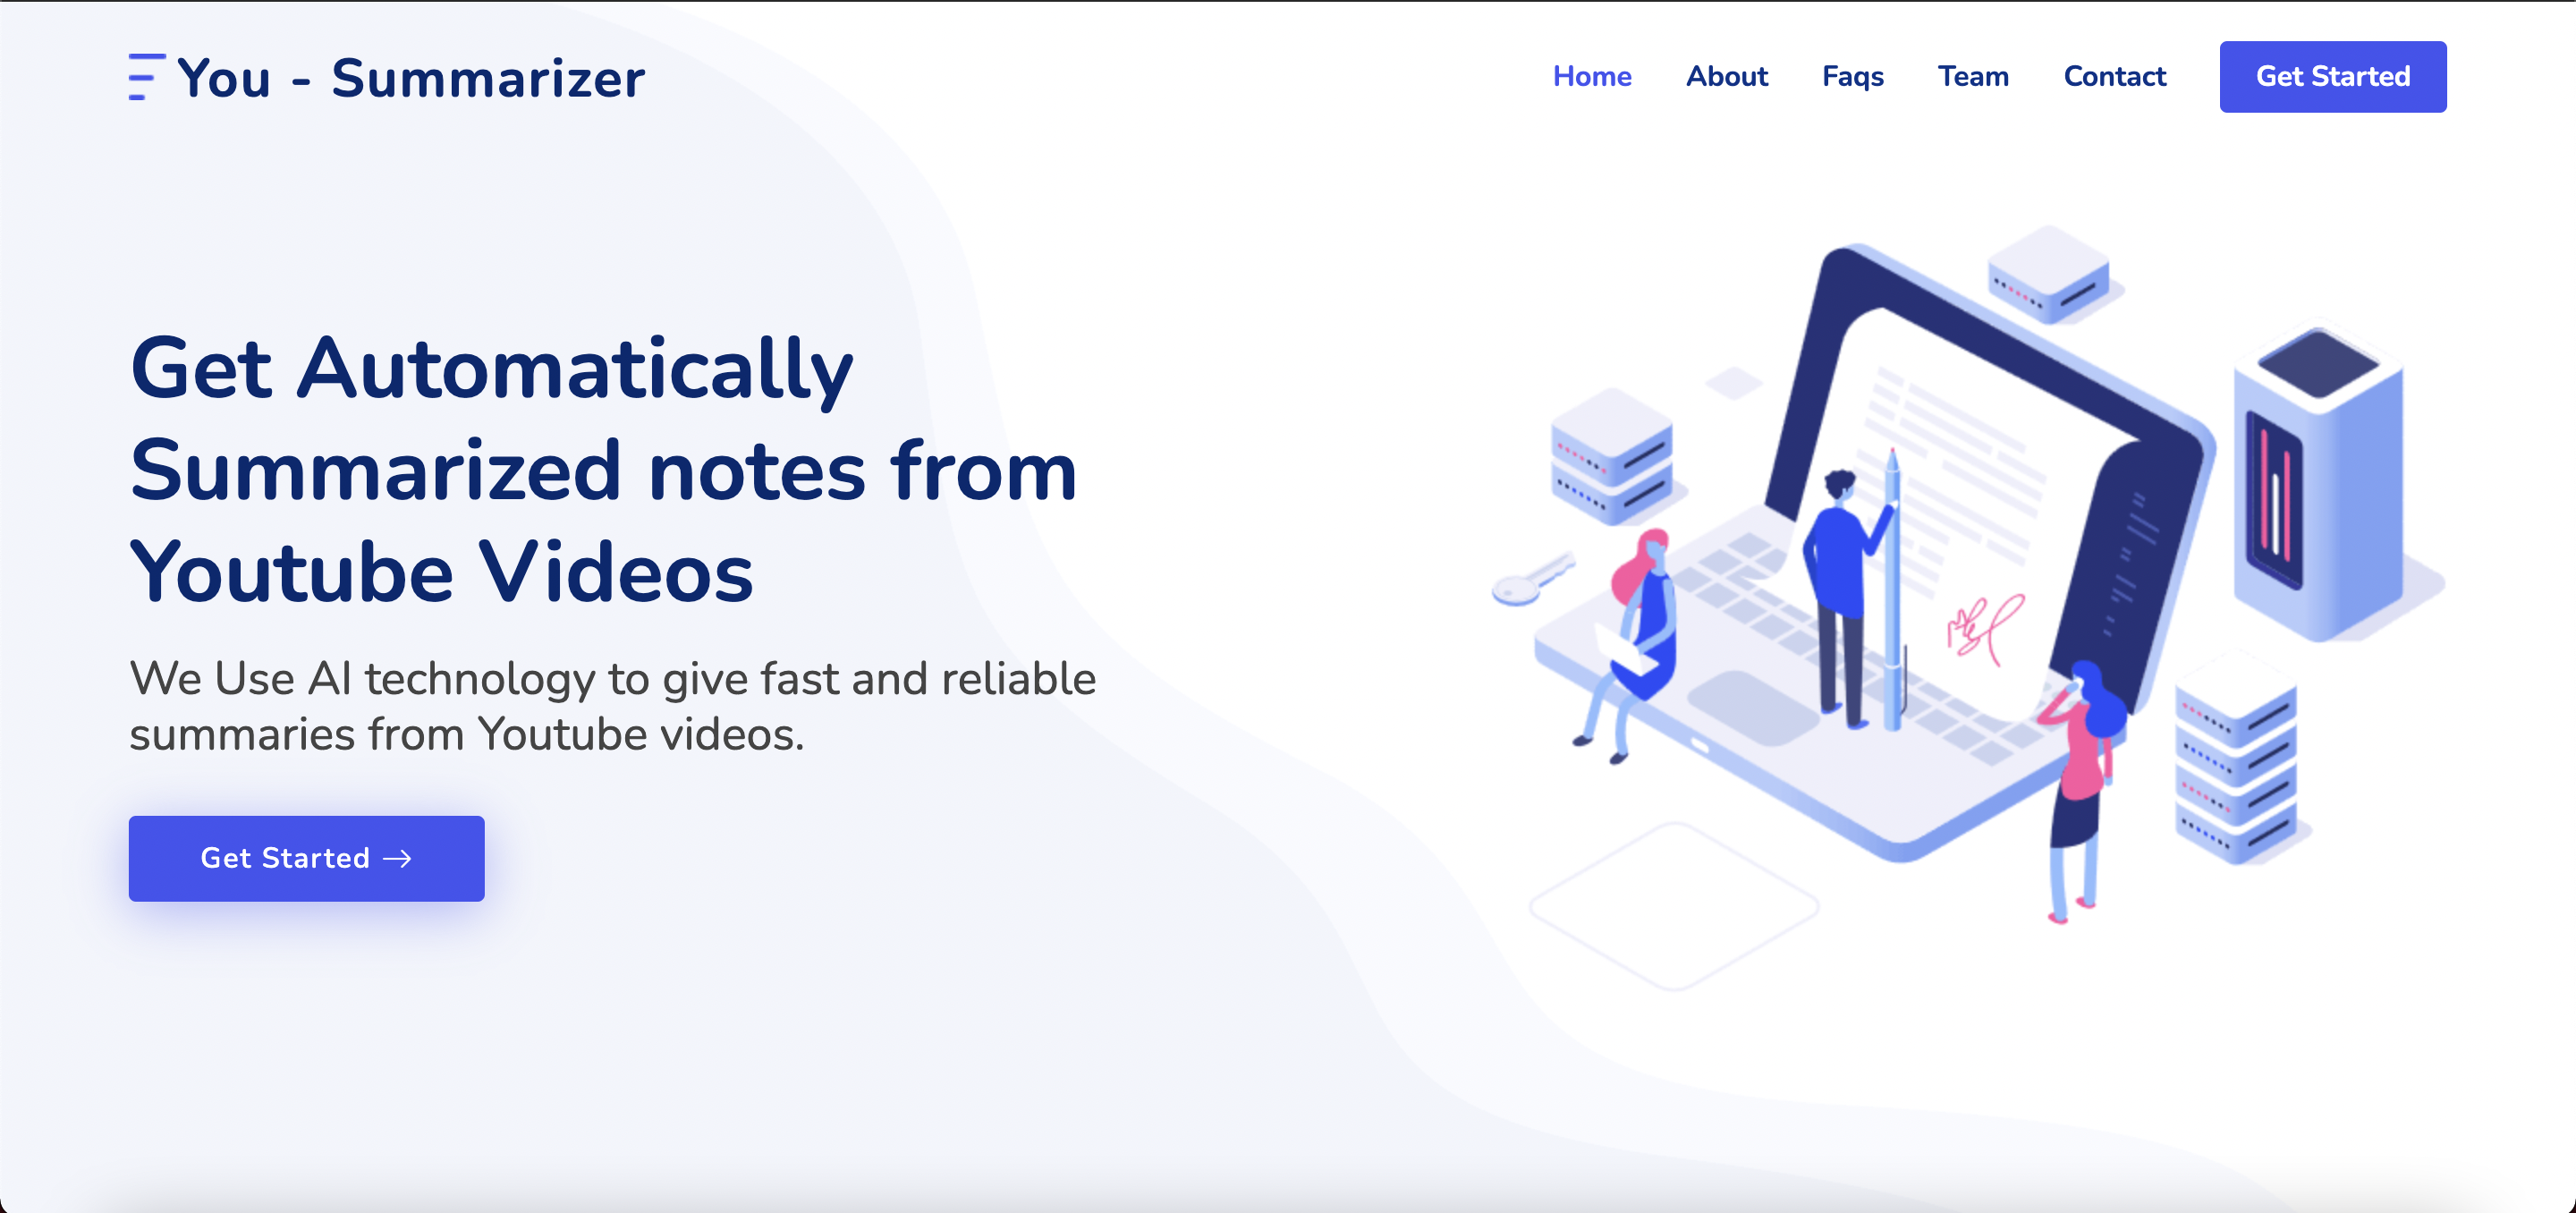 You - Summarizer
Home About Faqs Team Contact Get Started
Get Automatically
Summarized notes from
Youtube Videos
We Use AI technology to give fast and reliable
summaries from Youtube videos.
Get Started →